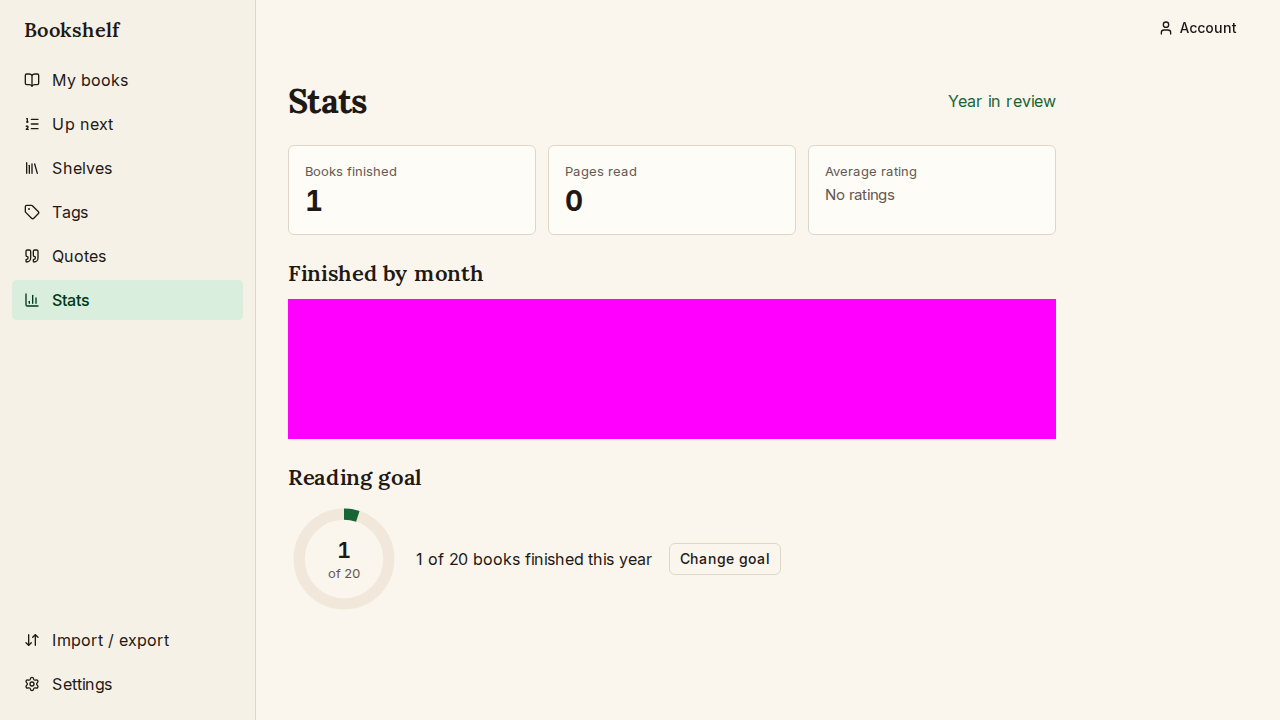 Bookshelf
Account
My books
Up next
Shelves
Tags
Quotes
Stats
Import / export
Settings
Stats
Year in review
Books finished
1
Pages read
0
Average rating
No ratings
Finished by month
Reading goal
1
of 20
1 of 20 books finished this year
Change goal